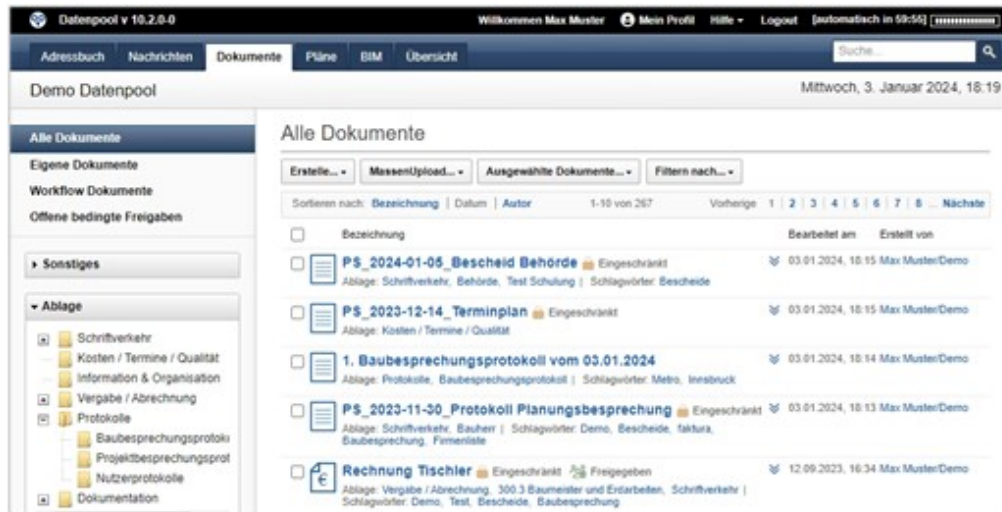 Datenpool v 10.2.0-0 Willkommen Max Muster Mein Profil Hilfe Logout [automatisch in 59:55]
Adressbuch Nachrichten Dokumente Pläne BIM Übersicht Suche...
Demo Datenpool Mittwoch, 3. Januar 2024, 18:19
Alle Dokumente
Eigene Dokumente
Workflow Dokumente
Offene bedingte Freigaben
Sonstiges
Ablage
Schriftverkehr
Kosten / Termine / Qualität
Information & Organisation
Vergabe / Abrechnung
Protokolle
Baubesprechungsprotok
Projektbesprechungsprot
Nutzerprotokolle
Dokumentation
Alle Dokumente
Erstelle... MassenUpload... Ausgewählte Dokumente... Filtern nach...
Sortieren nach: Bezeichnung | Datum | Autor 1-10 von 267 Vorherige 1 | 2 | 3 | 4 | 5 | 6 | 7 | 8 ... Nächste
Bezeichnung Bearbeitet am Erstellt von
PS_2024-01-05_Bescheid Behörde Eingeschränkt 03.01.2024, 18:15 Max Muster/Demo
Ablage: Schriftverkehr, Behörde, Test Schulung | Schlagwörter: Bescheide
PS_2023-12-14_Terminplan Eingeschränkt 03.01.2024, 18:15 Max Muster/Demo
Ablage: Kosten / Termine / Qualität
1. Baubesprechungsprotokoll vom 03.01.2024 03.01.2024, 18:14 Max Muster/Demo
Ablage: Protokolle, Baubesprechungsprotokoll | Schlagwörter: Metro, Innsbruck
PS_2023-11-30_Protokoll Planungsbesprechung Eingeschränkt 03.01.2024, 18:13 Max Muster/Demo
Ablage: Schriftverkehr, Bauherr | Schlagwörter: Demo, Bescheide, faktura,
Baubesprechung, Firmenliste
Rechnung Tischler Eingeschränkt Freigegeben 12.09.2023, 16:34 Max Muster/Demo
Ablage: Vergabe / Abrechnung, 300.3 Baumeister und Erdarbeiten, Schriftverkehr |
Schlagwörter: Demo, Test, Bescheide, Baubesprechung